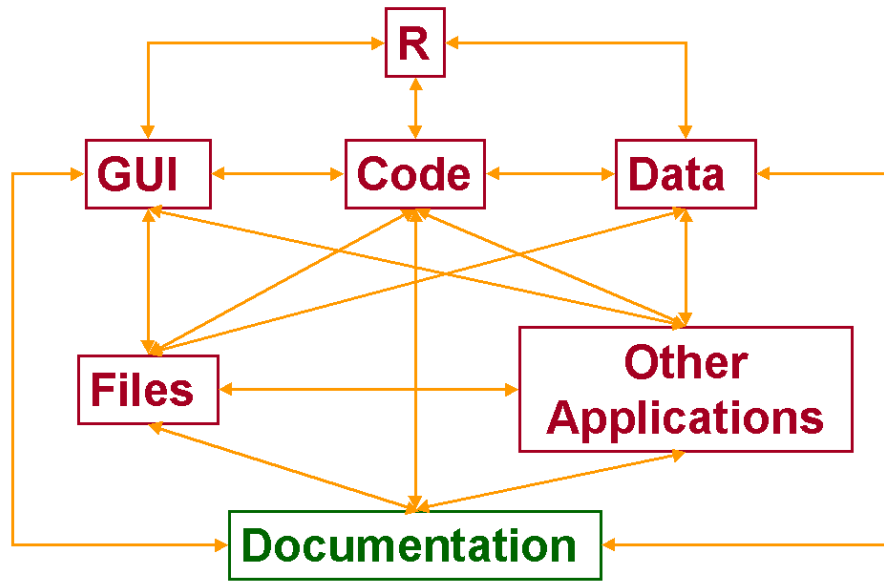 R
GUI
Code
Data
Files
Other
Applications
Documentation